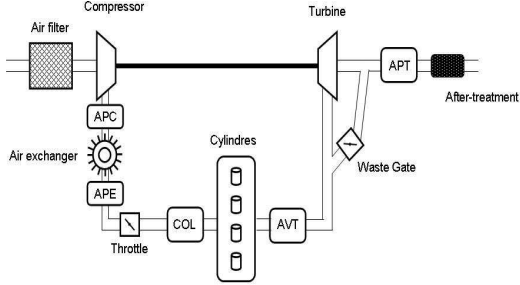 Compressor
Turbine
Air filter
APT
After-treatment
APC
Cylindres
Air exchanger
Waste Gate
APE
COL
AVT
Throttle